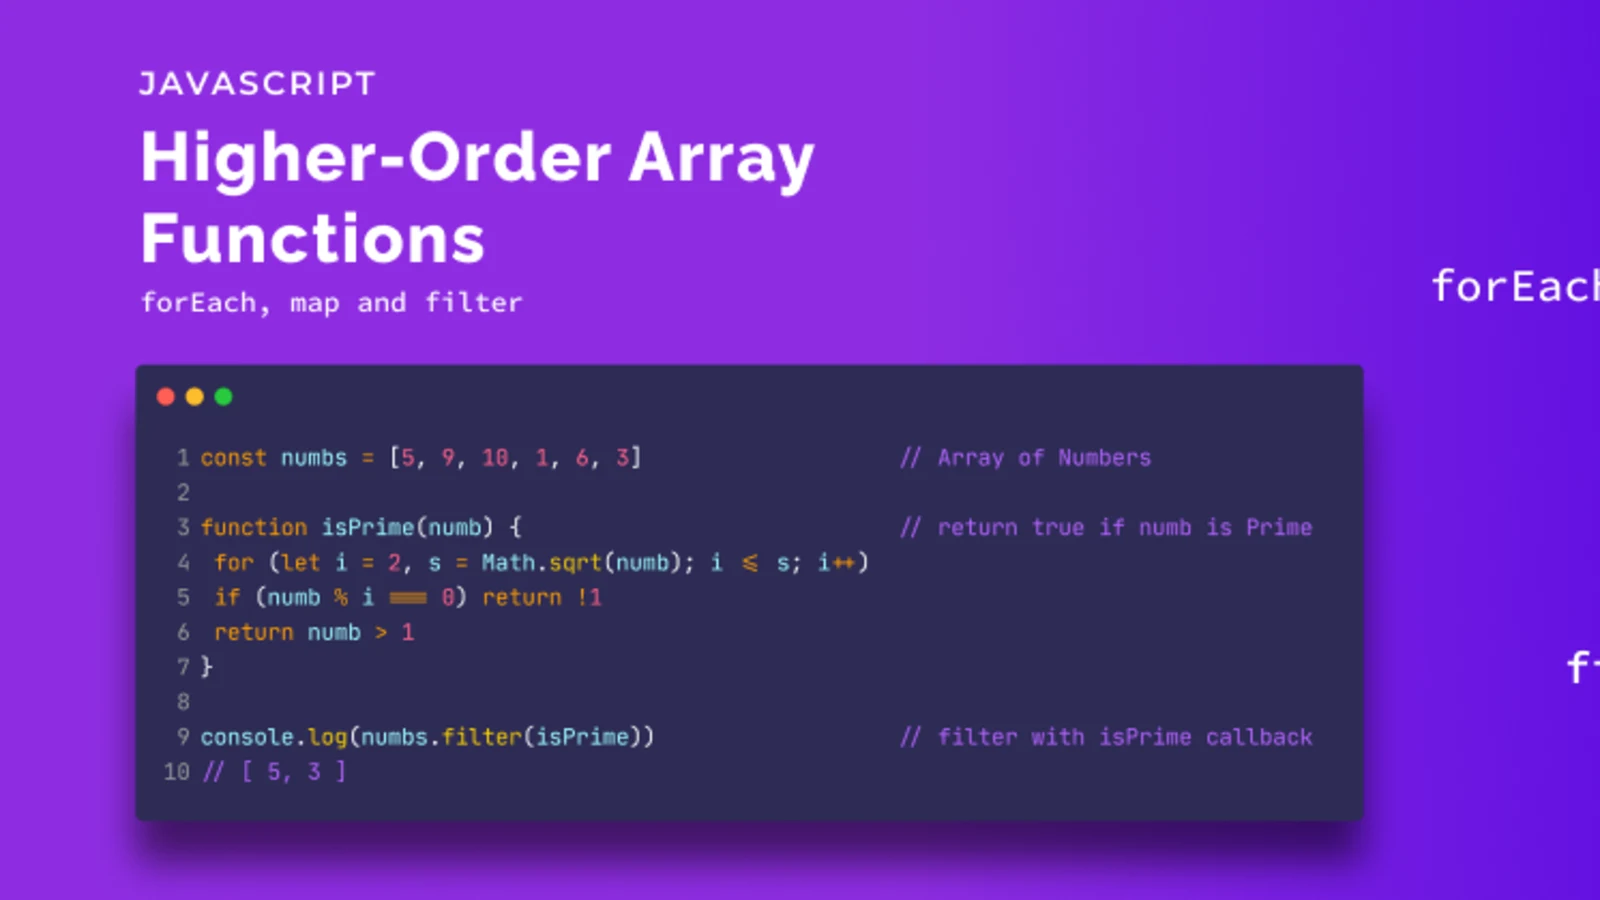 JAVASCRIPT
Higher-Order Array
Functions
forEach, map and filter
forEach
1 const numbs = [5, 9, 10, 1, 6, 3] // Array of Numbers
2
3 function isPrime(numb) { // return true if numb is Prime
4 for (let i = 2, s = Math.sqrt(numb); i <= s; i++)
5 if (numb % i === 0) return !1
6 return numb > 1
7 }
8
9 console.log(numbs.filter(isPrime)) // filter with isPrime callback
10 // [ 5, 3 ]